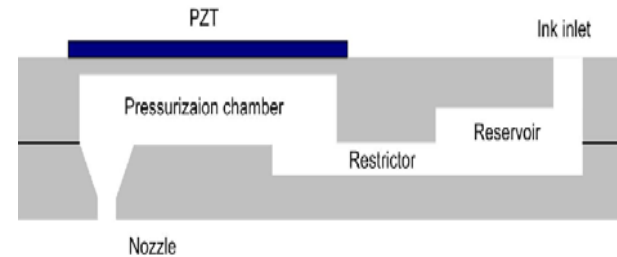 PZT
Ink inlet
Pressurizaion chamber
Reservoir
Restrictor
Nozzle